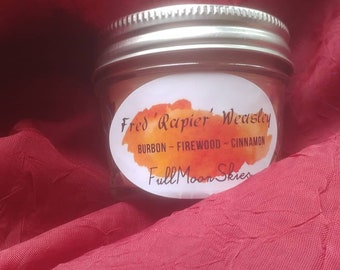 Fred 'Rapier' Weasley
BURBON - FIREWOOD - CINNAMON
FullMoonSkies